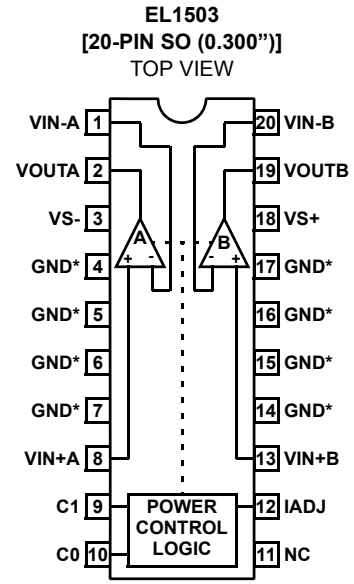 EL1503
[20-PIN SO (0.300”)]
TOP VIEW
VIN-A 1 20 VIN-B
VOUTA 2 19 VOUTB
VS- 3 18 VS+
A B
+ - - +
GND* 4 17 GND*
GND* 5 16 GND*
GND* 6 15 GND*
GND* 7 14 GND*
VIN+A 8 13 VIN+B
C1 9 POWER 12 IADJ
CONTROL
C0 10 LOGIC 11 NC